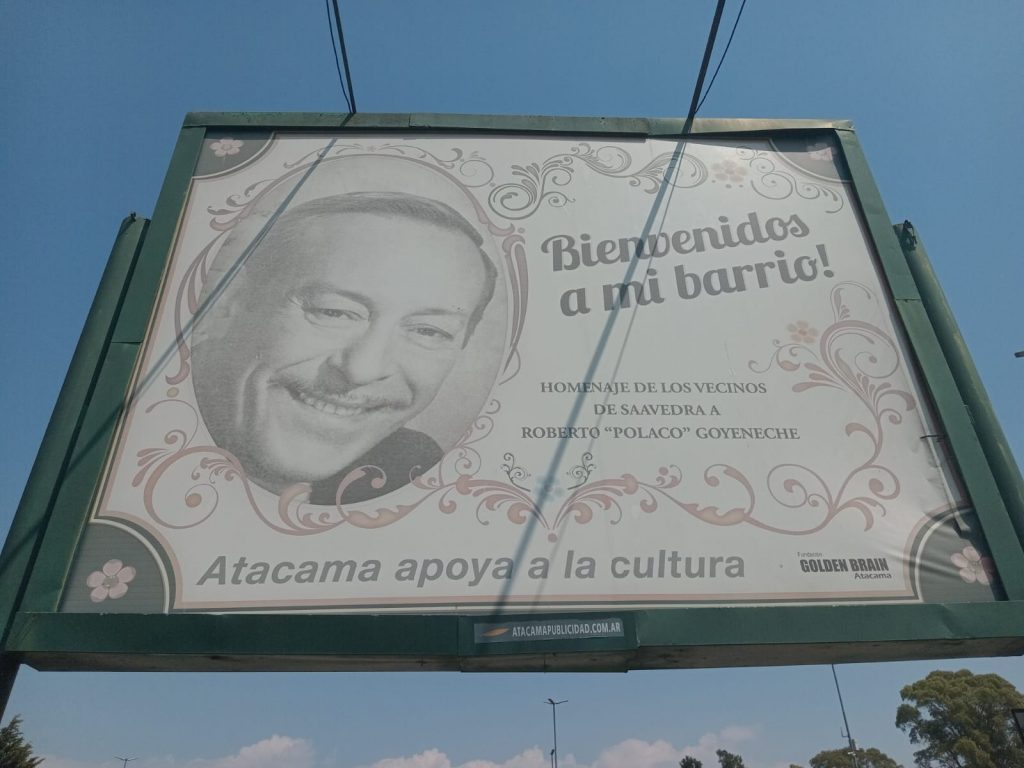 Bienvenidos
a mi barrio!
HOMENAJE DE LOS VECINOS
DE SAAVEDRA A
ROBERTO “POLACO” GOYENECHE
Atacama apoya a la cultura
Fundación
GOLDEN BRAIN
Atacama
ATACAMAPUBLICIDAD.COM.AR